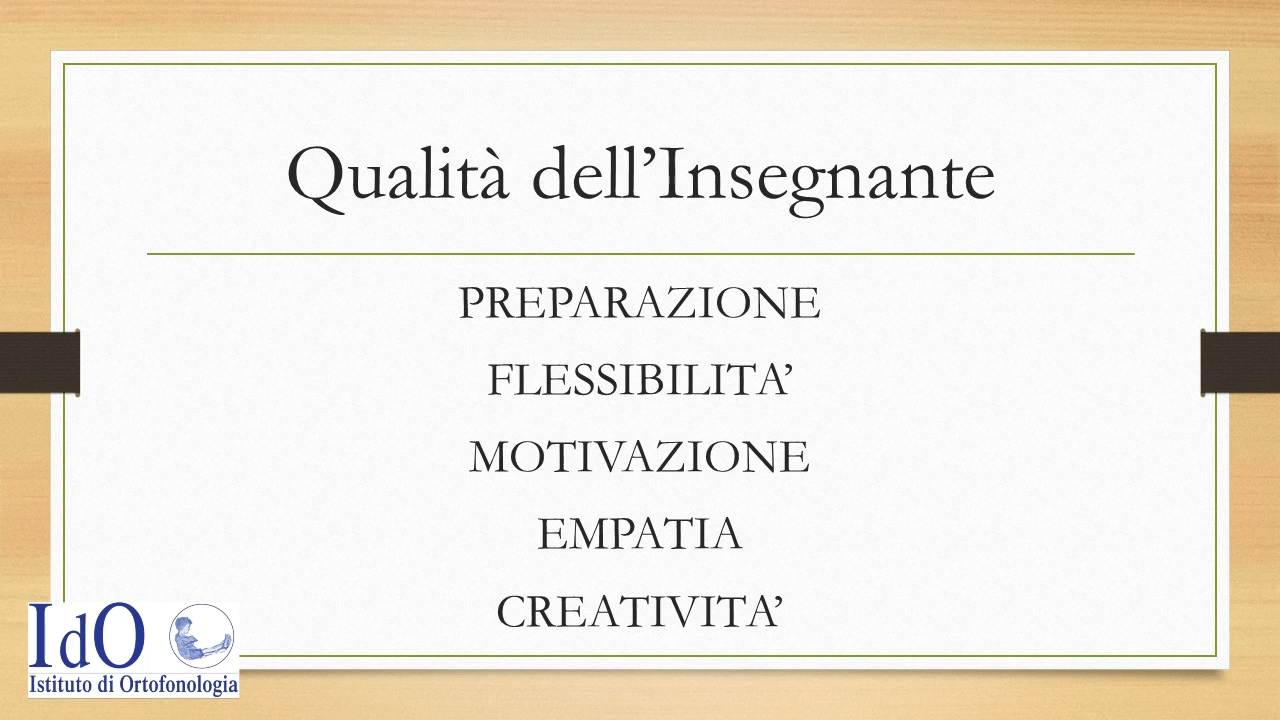 Qualità dell’Insegnante
PREPARAZIONE
FLESSIBILITA’
MOTIVAZIONE
EMPATIA
CREATIVITA’
IdO
Istituto di Ortofonologia